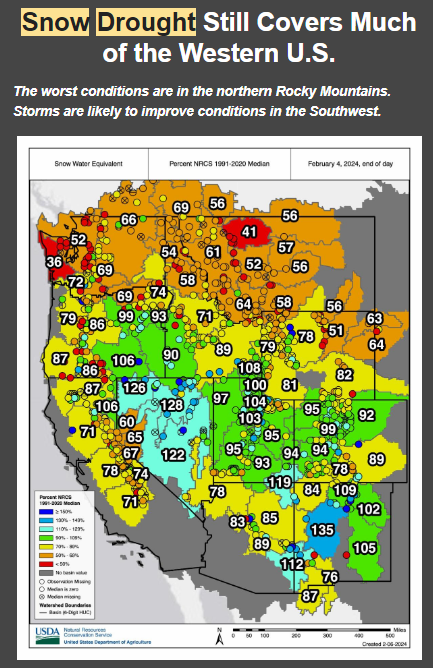 Snow Drought Still Covers Much
of the Western U.S.
The worst conditions are in the northern Rocky Mountains.
Storms are likely to improve conditions in the Southwest.
Snow Water Equivalent
Percent NRCS 1991-2020 Median
February 4, 2024, end of day
69
56
66
56
41
52
57
54
61
36
52
56
69
72
58
74
69
64
58
56
99
93
71
63
79
86
78
51
64
89
79
87
106
90
108
82
86
87
126
100
81
106
128
97
104
95
92
103
71
60
99
65
95
122
67
95
94
94
89
93
78
78
74
119
84
109
71
78
102
83
85
135
89
105
112
76
87
Percent NRCS
1991-2020 Median
≥ 150%
130% - 149%
110% - 129%
90% - 109%
70% - 89%
50% - 69%
< 50%
No basin value
Observation Missing
Median is zero
Median missing
Watershed Boundaries
Basin (6-Digit HUC)
USDA
Natural Resources
Conservation Service
United States Department of Agriculture
N
Miles
0 50 100 200 300 400 500
Created 2-06-2024